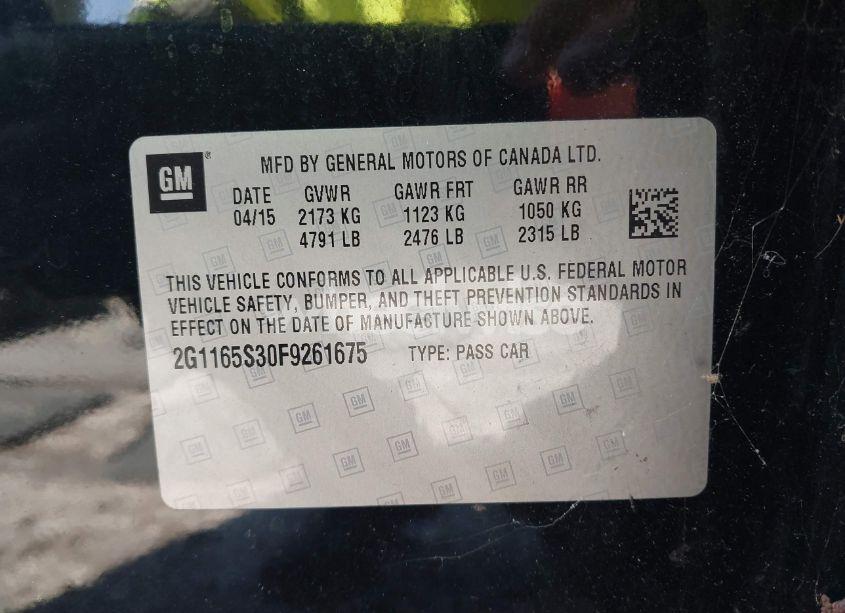 GM
MFD BY GENERAL MOTORS OF CANADA LTD.
DATE GVWR GAWR FRT GAWR RR
04/15 2173 KG 1123 KG 1050 KG
4791 LB 2476 LB 2315 LB
THIS VEHICLE CONFORMS TO ALL APPLICABLE U.S. FEDERAL MOTOR
VEHICLE SAFETY, BUMPER, AND THEFT PREVENTION STANDARDS IN
EFFECT ON THE DATE OF MANUFACTURE SHOWN ABOVE.
2G1165S30F9261675 TYPE: PASS CAR